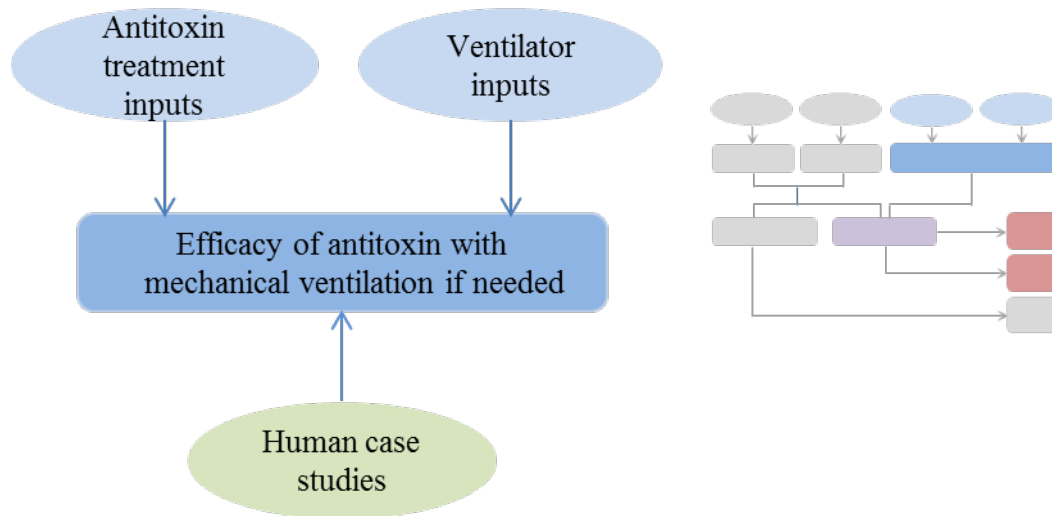 Antitoxin
treatment
inputs
Ventilator
inputs
Efficacy of antitoxin with
mechanical ventilation if needed
Human case
studies